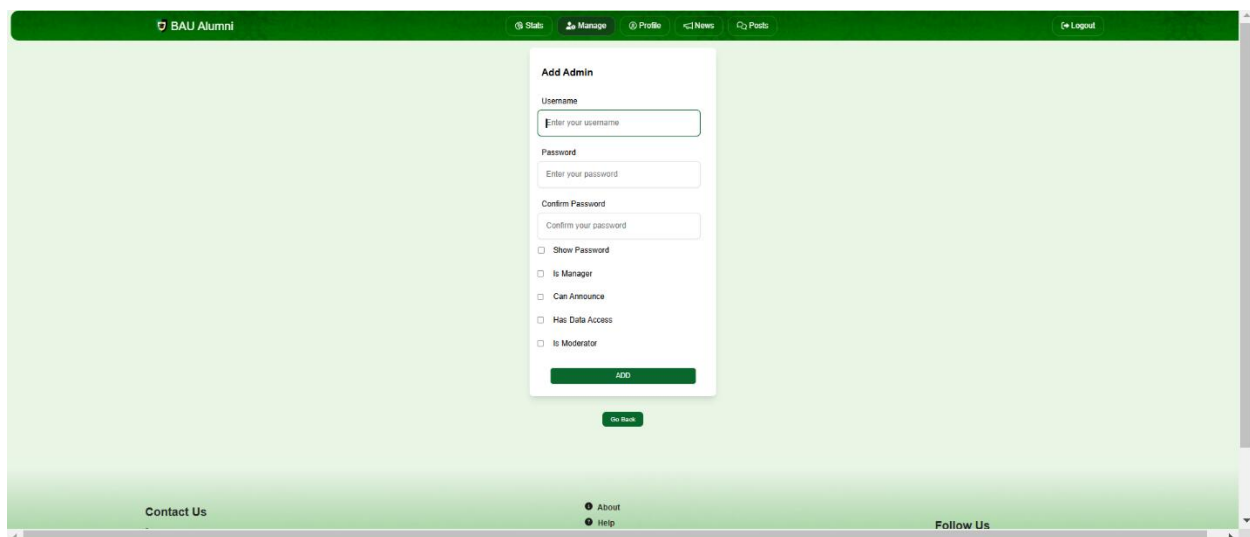 BAU Alumni
Stats Manage Profile News Posts
Logout
Add Admin
Username
Enter your username
Password
Enter your password
Confirm Password
Confirm your password
Show Password
Is Manager
Can Announce
Has Data Access
Is Moderator
ADD
Go Back
About
Contact Us
Help
Follow Us